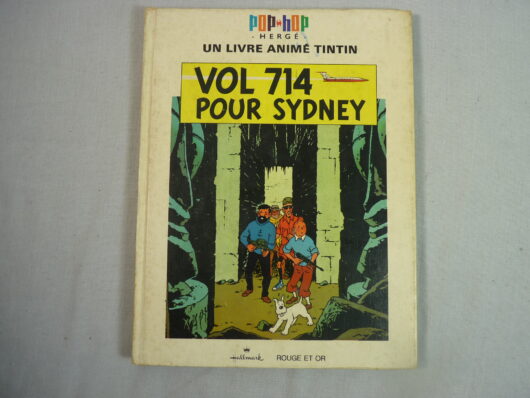 POP HOP
HERGÉ
UN LIVRE ANIMÉ TINTIN
VOL 714
POUR SYDNEY
Hallmark ROUGE ET OR